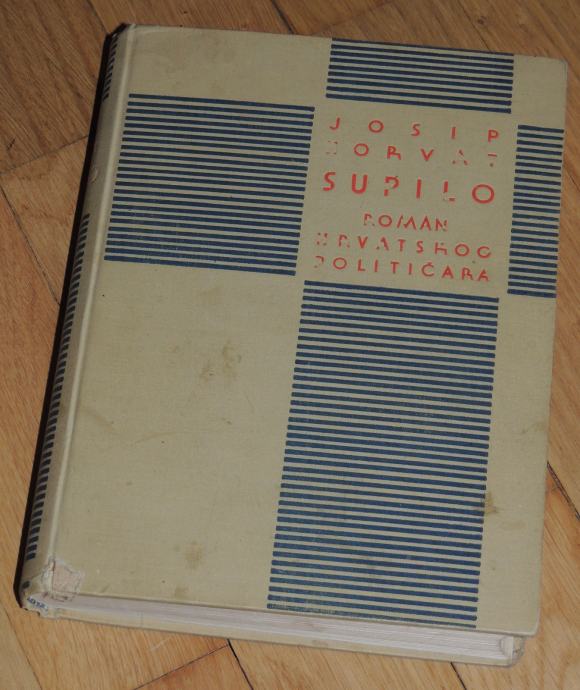 JOSIP
HORVAT
SUPILO
ROMAN
HRVATSKOG
POLITIČARA